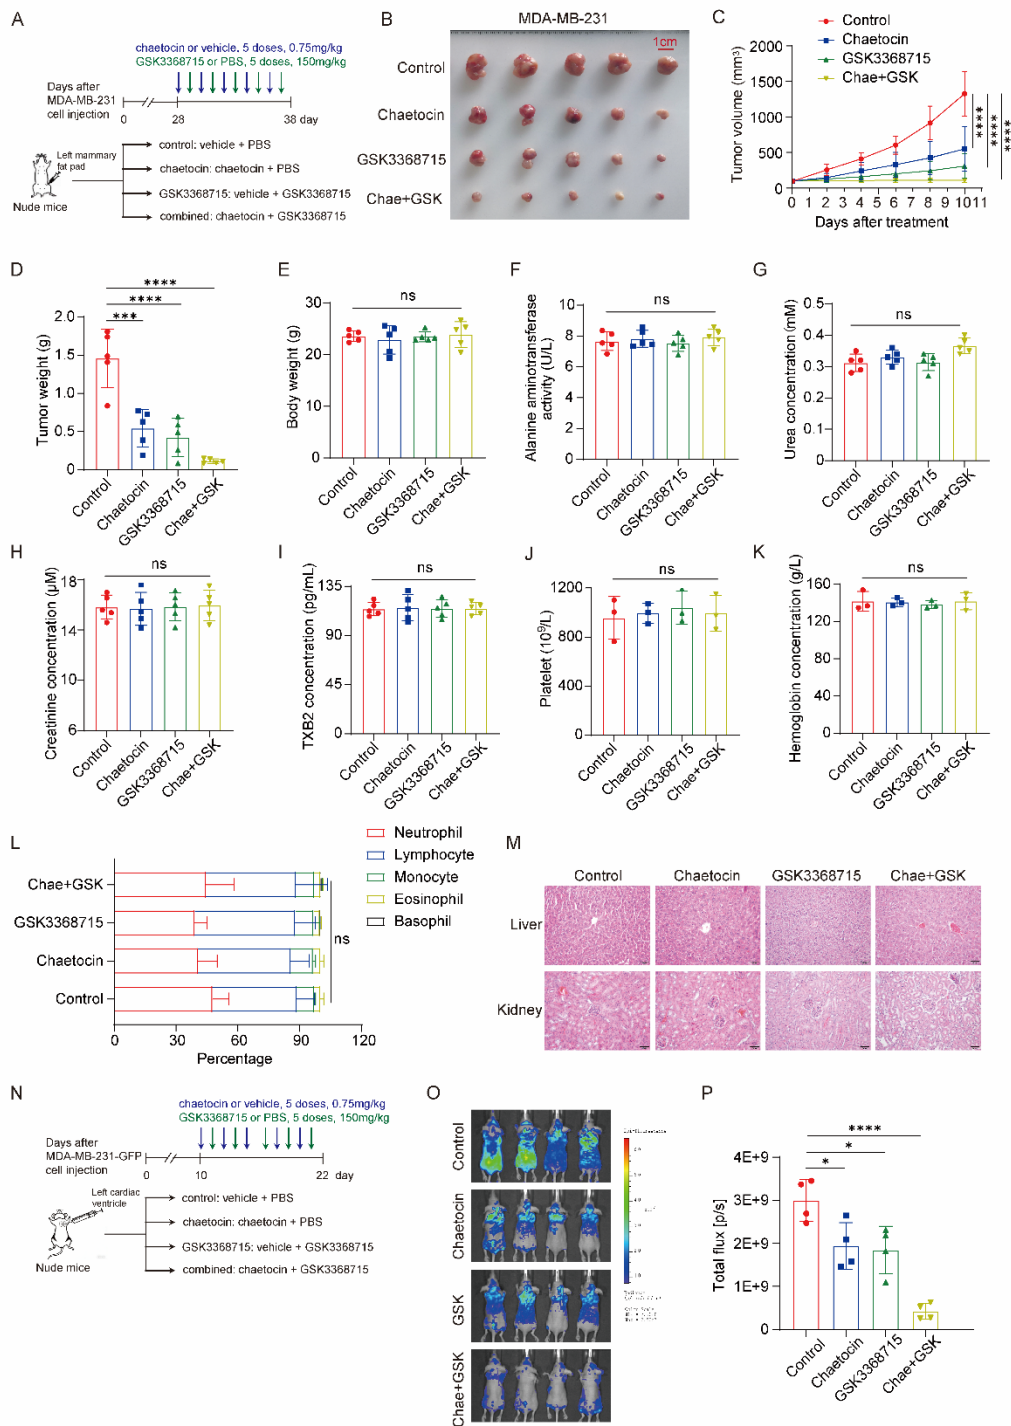 A
chaetocin or vehicle, 5 doses, 0.75mg/kg
GSK3368715 or PBS, 5 doses, 150mg/kg
Days after
MDA-MB-231
cell injection
0
28
38 day
Left mammary
fat pad
Nude mice
control: vehicle + PBS
chaetocin: chaetocin + PBS
GSK3368715: vehicle + GSK3368715
combined: chaetocin + GSK3368715
B
MDA-MB-231
1cm
Control
Chaetocin
GSK3368715
Chae+GSK
C
Control
Chaetocin
GSK3368715
Chae+GSK
Tumor volume (mm³)
2000
1500
1000
500
0
0 1 2 3 4 5 6 7 8 9 10 11
Days after treatment
****
****
****
D
****
****
***
Tumor weight (g)
2.0
1.5
1.0
0.5
0
Control
Chaetocin
GSK3368715
Chae+GSK
E
ns
Body weight (g)
30
20
10
0
Control
Chaetocin
GSK3368715
Chae+GSK
F
ns
Alanine aminotransferase
activity (U/L)
10
8
6
4
2
0
Control
Chaetocin
GSK3368715
Chae+GSK
G
ns
Urea concentration (mM)
0.5
0.4
0.3
0.2
0.1
0
Control
Chaetocin
GSK3368715
Chae+GSK
H
ns
Creatinine concentration (µM)
18
14
10
6
Control
Chaetocin
GSK3368715
Chae+GSK
I
ns
TXB2 concentration (pg/mL)
135
90
45
0
Control
Chaetocin
GSK3368715
Chae+GSK
J
ns
Platelet (10⁹/L)
1200
800
400
0
Control
Chaetocin
GSK3368715
Chae+GSK
K
ns
Hemoglobin concentration (g/L)
160
120
80
40
0
Control
Chaetocin
GSK3368715
Chae+GSK
L
Neutrophil
Lymphocyte
Monocyte
Eosinophil
Basophil
Chae+GSK
GSK3368715
Chaetocin
Control
ns
0 30 60 90 120
Percentage
M
Control Chaetocin GSK3368715 Chae+GSK
Liver
Kidney
N
chaetocin or vehicle, 5 doses, 0.75mg/kg
GSK3368715 or PBS, 5 doses, 150mg/kg
Days after
MDA-MB-231-GFP
cell injection
0
10
22
day
Left cardiac
ventricle
Nude mice
control: vehicle + PBS
chaetocin: chaetocin + PBS
GSK3368715: vehicle + GSK3368715
combined: chaetocin + GSK3368715
O
Control
Chaetocin
GSK
Chae+GSK
P
****
*
*
Total flux [p/s]
4E+9
3E+9
2E+9
1E+9
0
Control
Chaetocin
GSK3368715
Chae+GSK